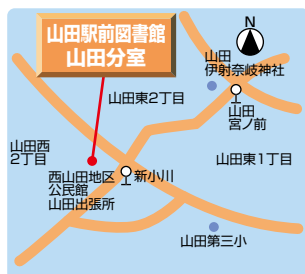 山田駅前図書館
山田分室
N
山田
伊射奈岐神社
山田東2丁目
山田
宮ノ前
山田西
2丁目
山田東1丁目
西山田地区
公民館
山田出張所
新小川
山田第三小